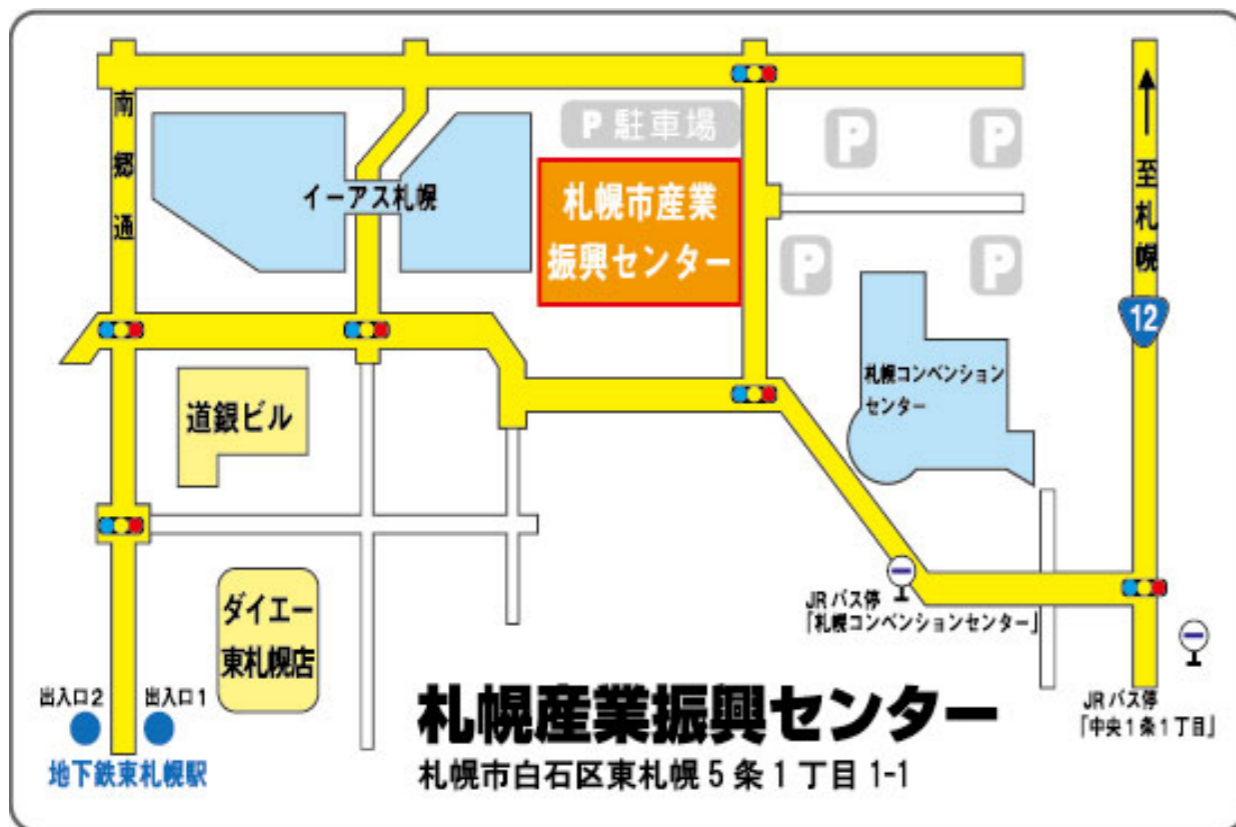 南郷通
P 駐車場
P
P
イーアス札幌
札幌市産業
振興センター
P
P
至札幌
12
札幌コンベンション
センター
道銀ビル
JRバス停
「札幌コンベンションセンター」
ダイエー
東札幌店
出入口2
出入口1
地下鉄東札幌駅
JRバス停
「中央1条1丁目」
札幌産業振興センター
札幌市白石区東札幌5条1丁目1-1